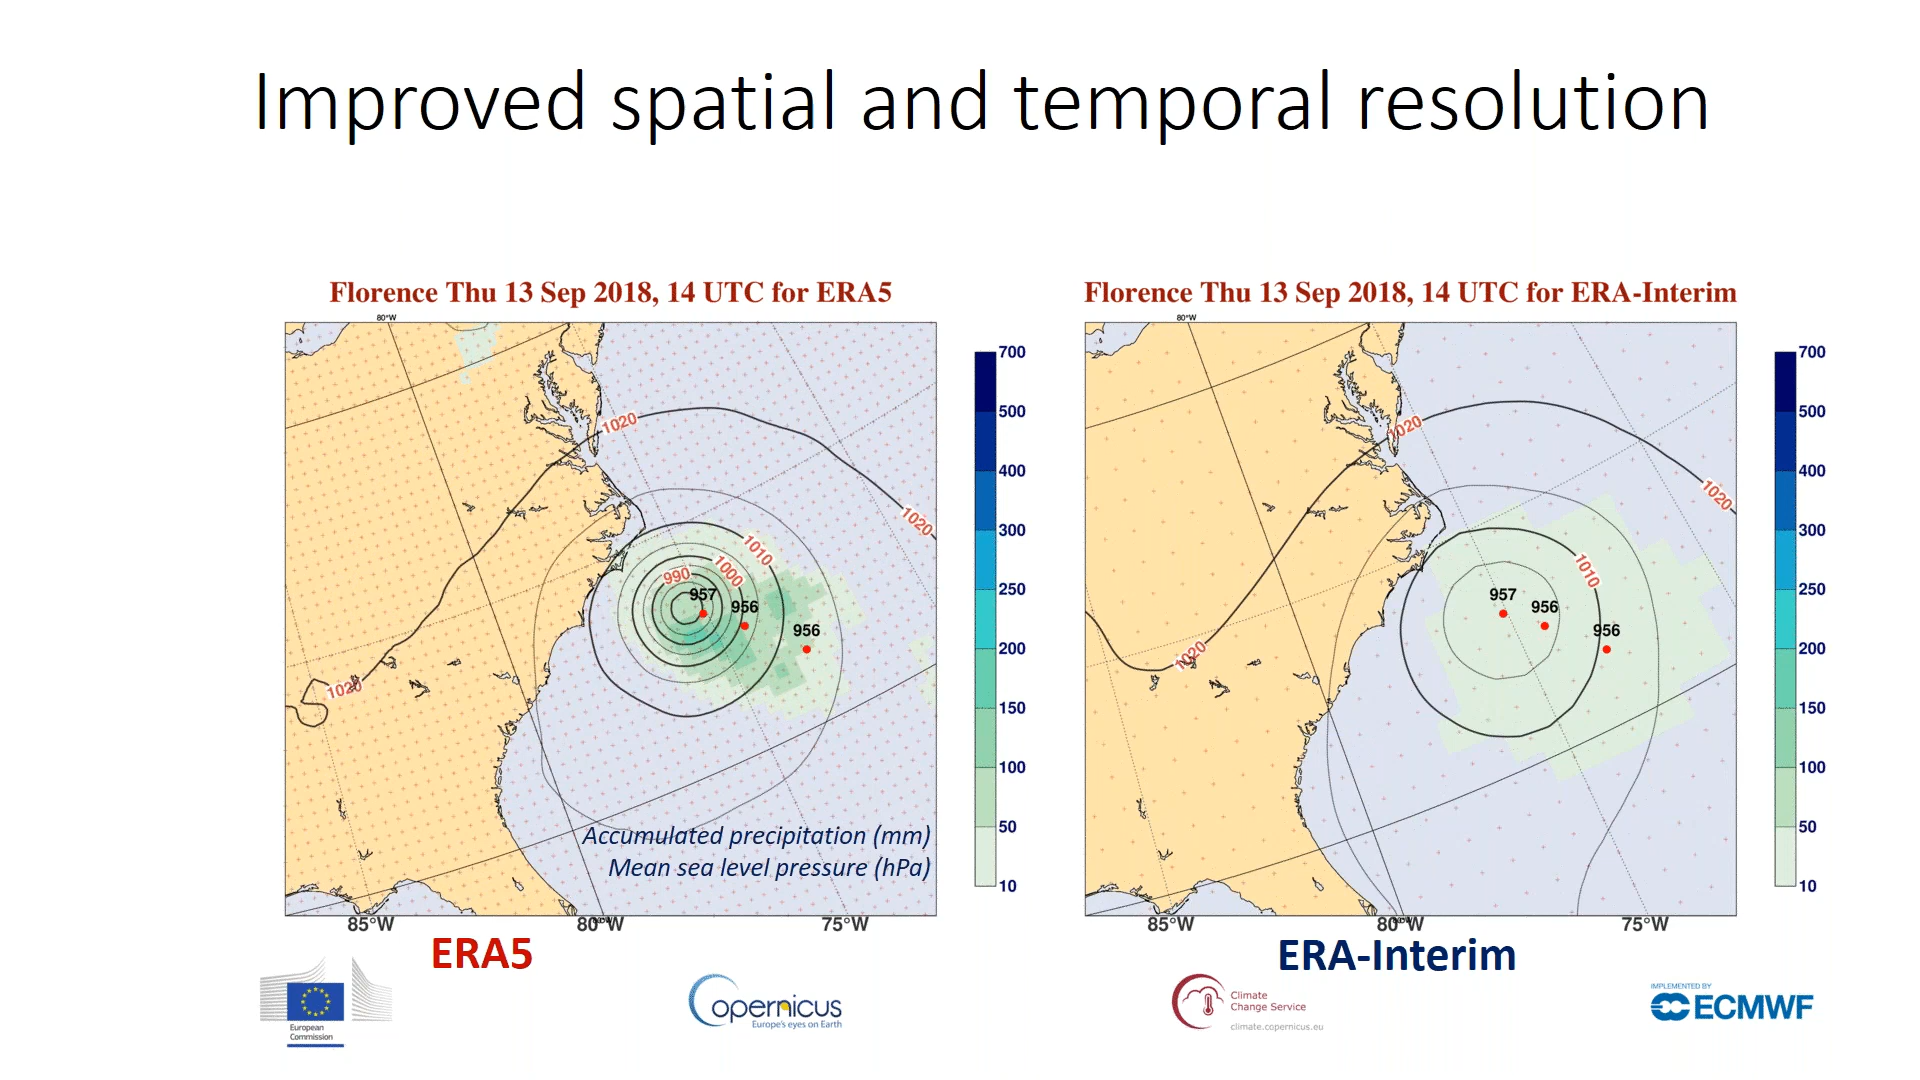 Improved spatial and temporal resolution
Florence Thu 13 Sep 2018, 14 UTC for ERA5
80°W
1020
1020
1010
1000
990
957
956
956
1020
Accumulated precipitation (mm)
Mean sea level pressure (hPa)
85°W
80°W
75°W
700
500
400
300
250
200
150
100
50
10
ERA5
Florence Thu 13 Sep 2018, 14 UTC for ERA-Interim
80°W
1020
1020
1010
957
956
956
1020
85°W
80°W
75°W
700
500
400
300
250
200
150
100
50
10
ERA-Interim
European
Commission
opernicus
Europe's eyes on Earth
Climate
Change Service
climate.copernicus.eu
IMPLEMENTED BY
ECMWF